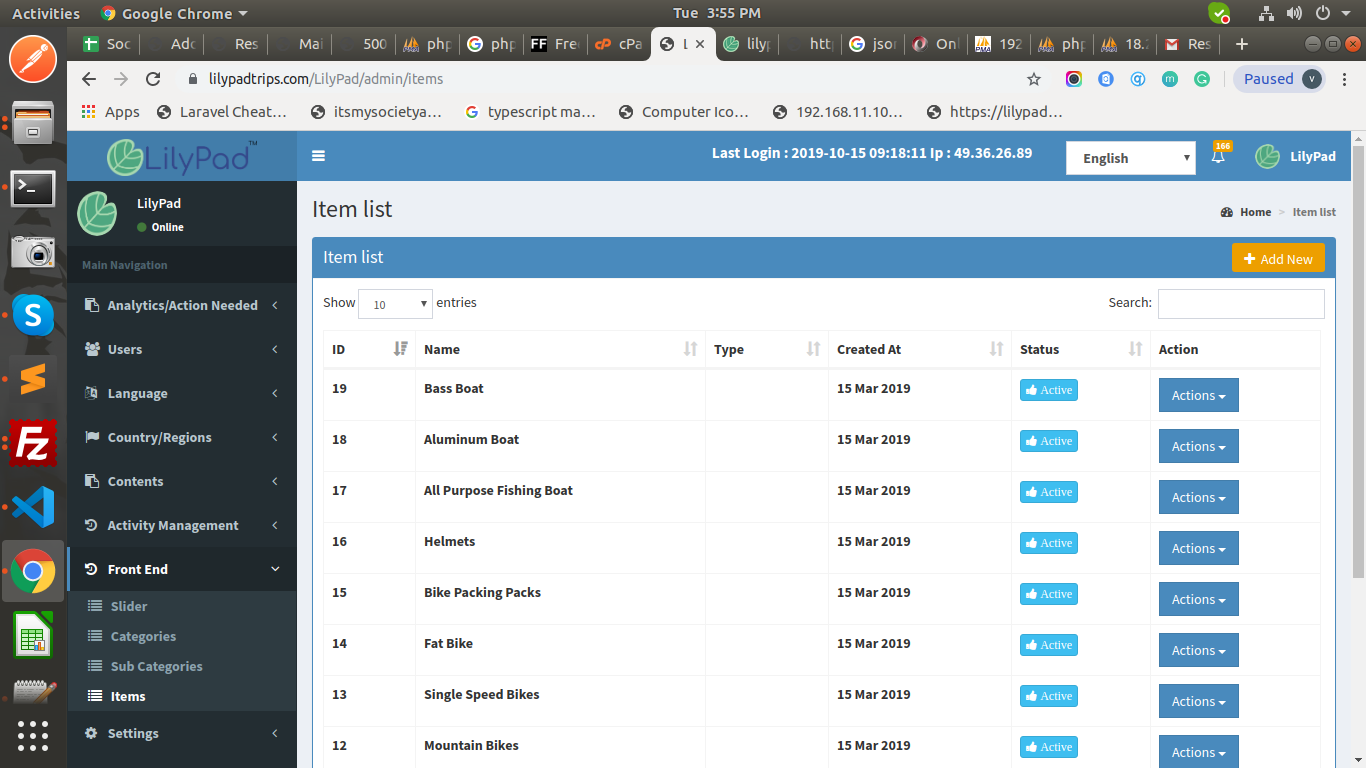 Activities Google Chrome Tue 3:55 PM
Soc Adc Res Mai 500 php php FF Fre cP cPa L lilyp htt G jsor Onl 192 php 18. Res
lilypadtrips.com/LilyPad/admin/items Paused v
Apps Laravel Cheat... itsmysocietya... typescript ma... Computer Ico... 192.168.11.10... https://lilypad...
LilyPad™ Last Login : 2019-10-15 09:18:11 Ip : 49.36.26.89 English 166 LilyPad
LilyPad
Online
Item list Home > Item list
Main Navigation
Item list Add New
Analytics/Action Needed
Show 10 entries Search:
Users
ID Name Type Created At Status Action
Language
19 Bass Boat 15 Mar 2019 Active Actions
Country/Regions
18 Aluminum Boat 15 Mar 2019 Active Actions
Contents
17 All Purpose Fishing Boat 15 Mar 2019 Active Actions
Activity Management
16 Helmets 15 Mar 2019 Active Actions
Front End
15 Bike Packing Packs 15 Mar 2019 Active Actions
Slider
Categories
14 Fat Bike 15 Mar 2019 Active Actions
Sub Categories
Items
13 Single Speed Bikes 15 Mar 2019 Active Actions
Settings
12 Mountain Bikes 15 Mar 2019 Active Actions